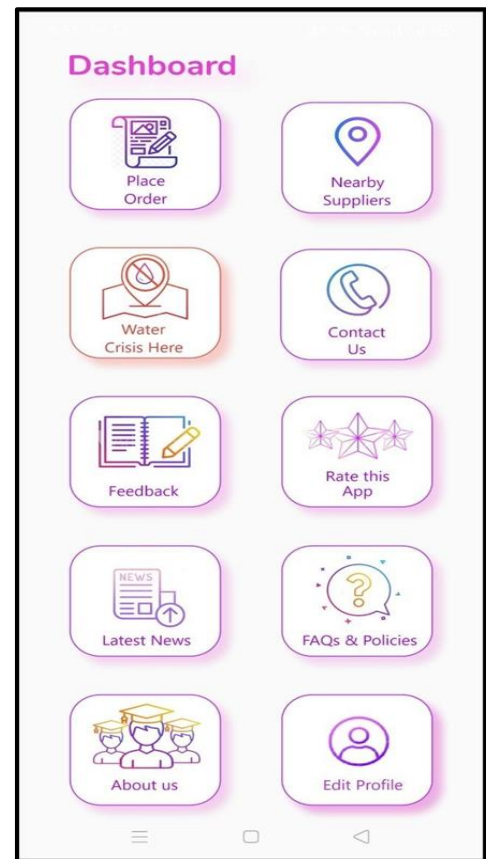 Dashboard
Place
Order
Nearby
Suppliers
Water
Crisis Here
Contact
Us
Feedback
Rate this
App
NEWS
Latest News
FAQs & Policies
About us
Edit Profile